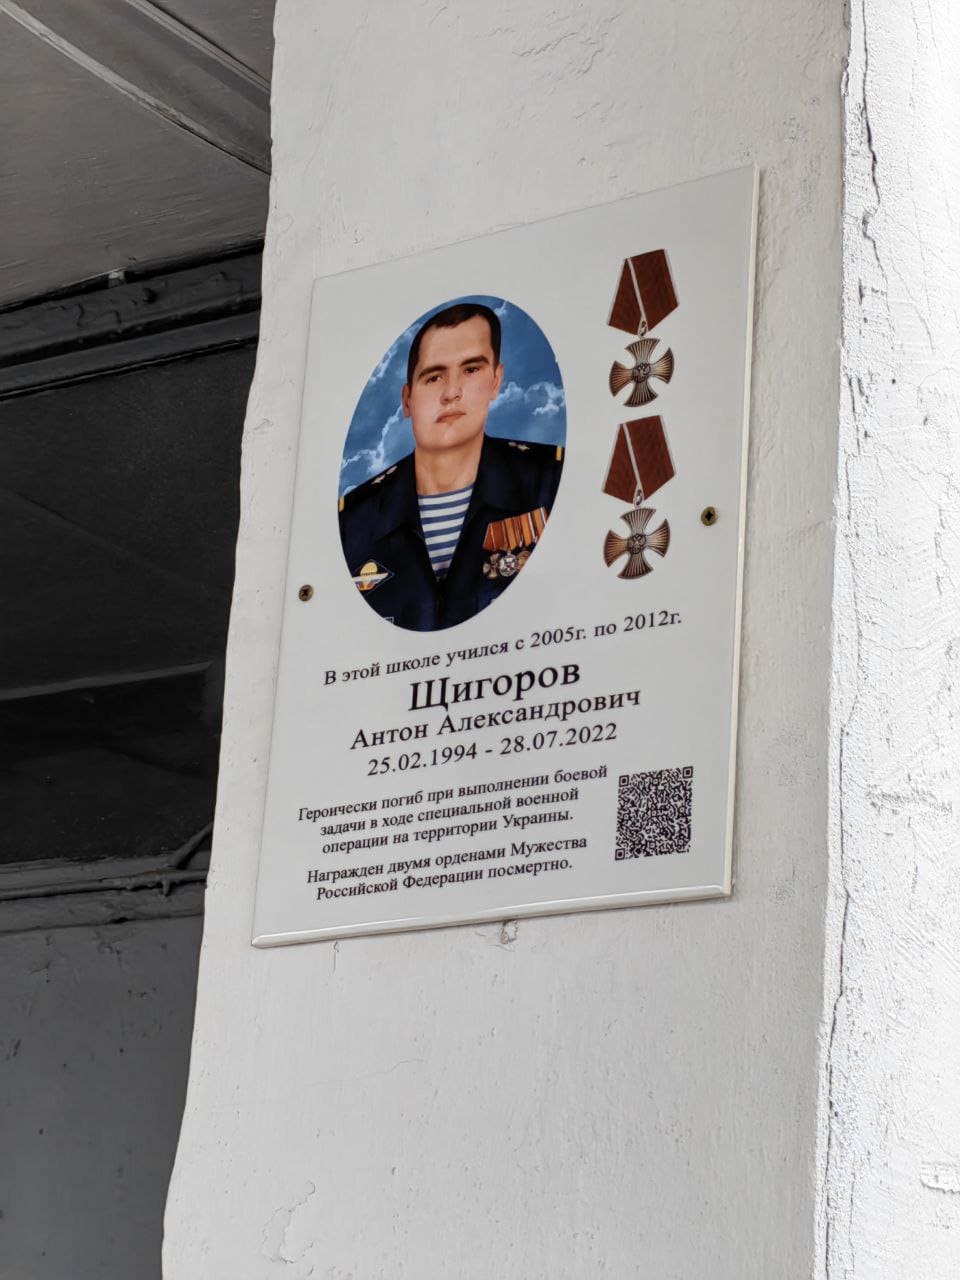 В этой школе учился с 2005г. по 2012г.
Щигоров
Антон Александрович
25.02.1994 - 28.07.2022
Героически погиб при выполнении боевой
задачи в ходе специальной военной
операции на территории Украины.
Награжден двумя орденами Мужества
Российской Федерации посмертно.